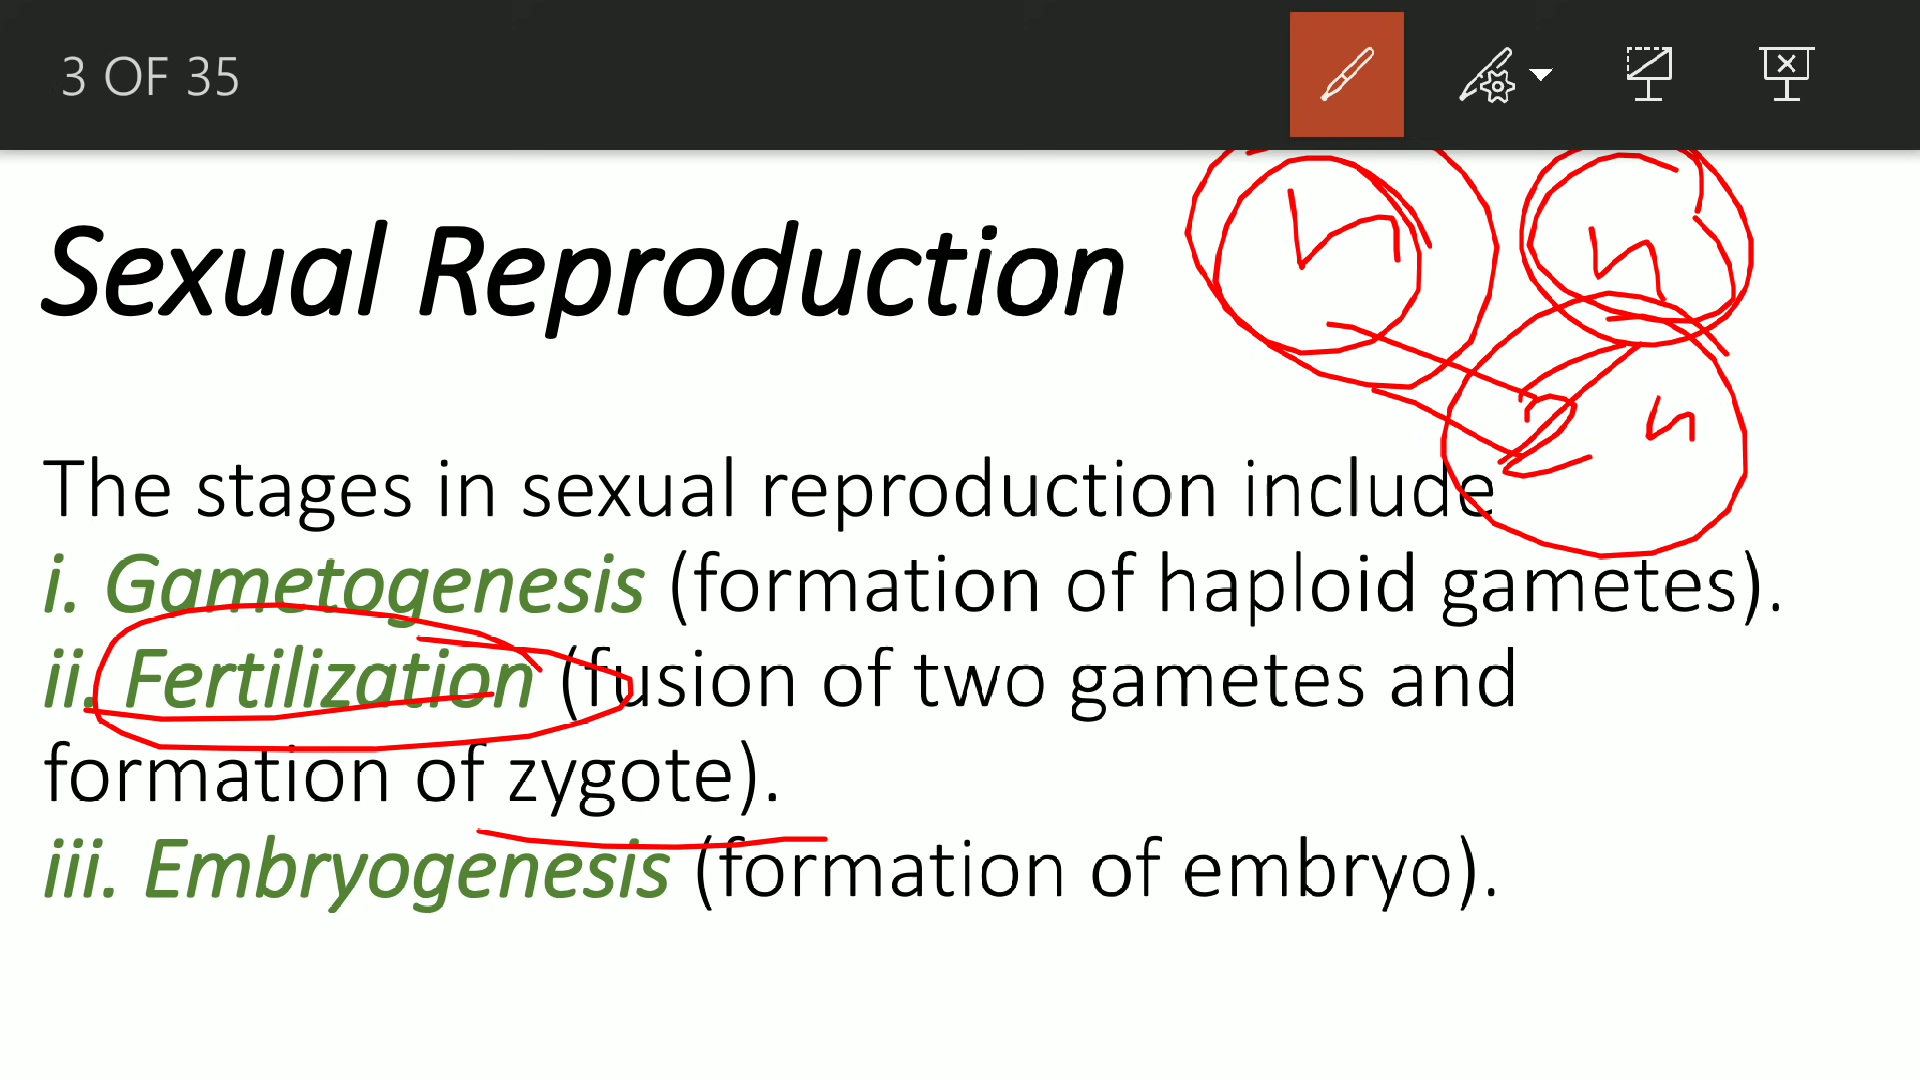 3 OF 35
n n
Sexual Reproduction
2 n
The stages in sexual reproduction include
i. Gametogenesis (formation of haploid gametes).
ii. Fertilization (fusion of two gametes and
formation of zygote).
iii. Embryogenesis (formation of embryo).